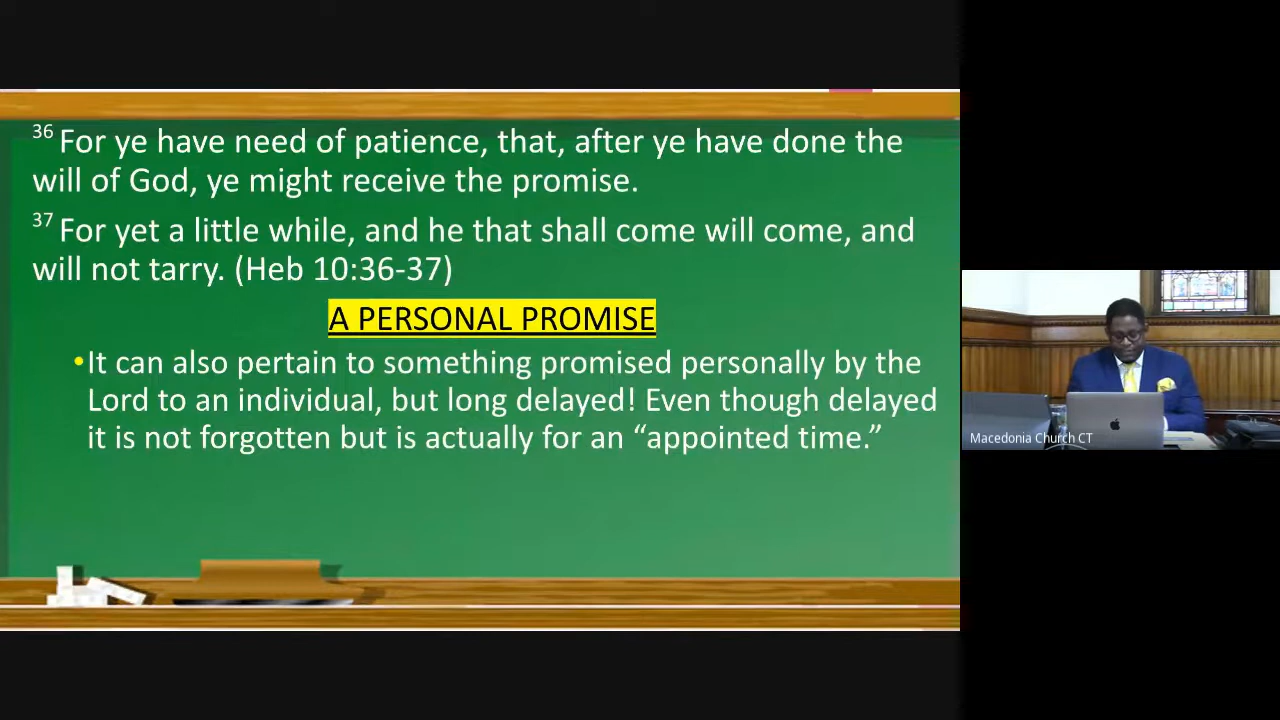 36 For ye have need of patience, that, after ye have done the
will of God, ye might receive the promise.
37 For yet a little while, and he that shall come will come, and
will not tarry. (Heb 10:36-37)
A PERSONAL PROMISE
•It can also pertain to something promised personally by the
Lord to an individual, but long delayed! Even though delayed
it is not forgotten but is actually for an “appointed time.”
Macedonia Church CT